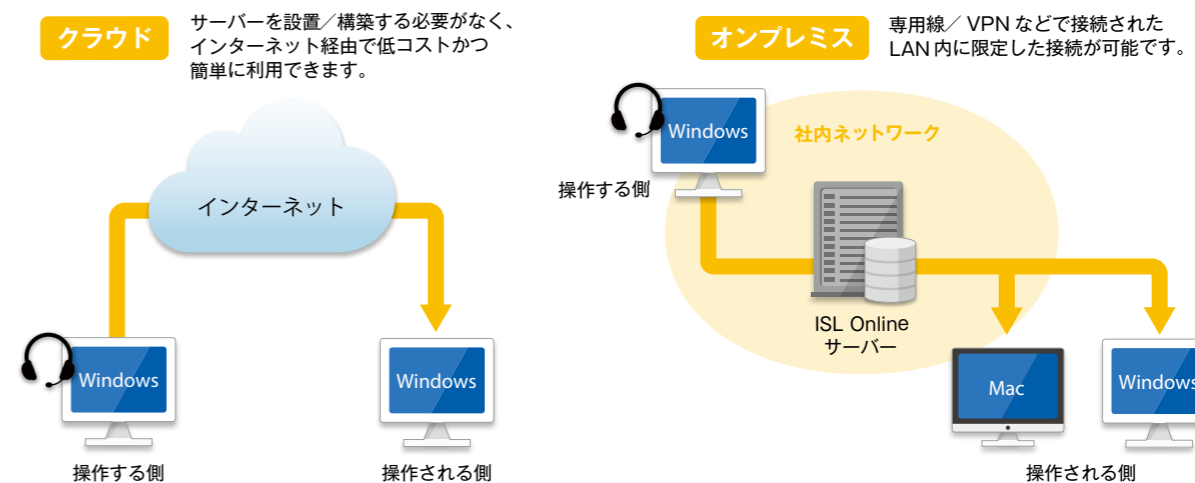 クラウド
サーバーを設置／構築する必要がなく、
インターネット経由で低コストかつ
簡単に利用できます。
インターネット
Windows
Windows
操作する側
操作される側
オンプレミス
専用線／ VPN などで接続された
LAN 内に限定した接続が可能です。
Windows
社内ネットワーク
操作する側
ISL Online
サーバー
Mac
Windows
操作される側